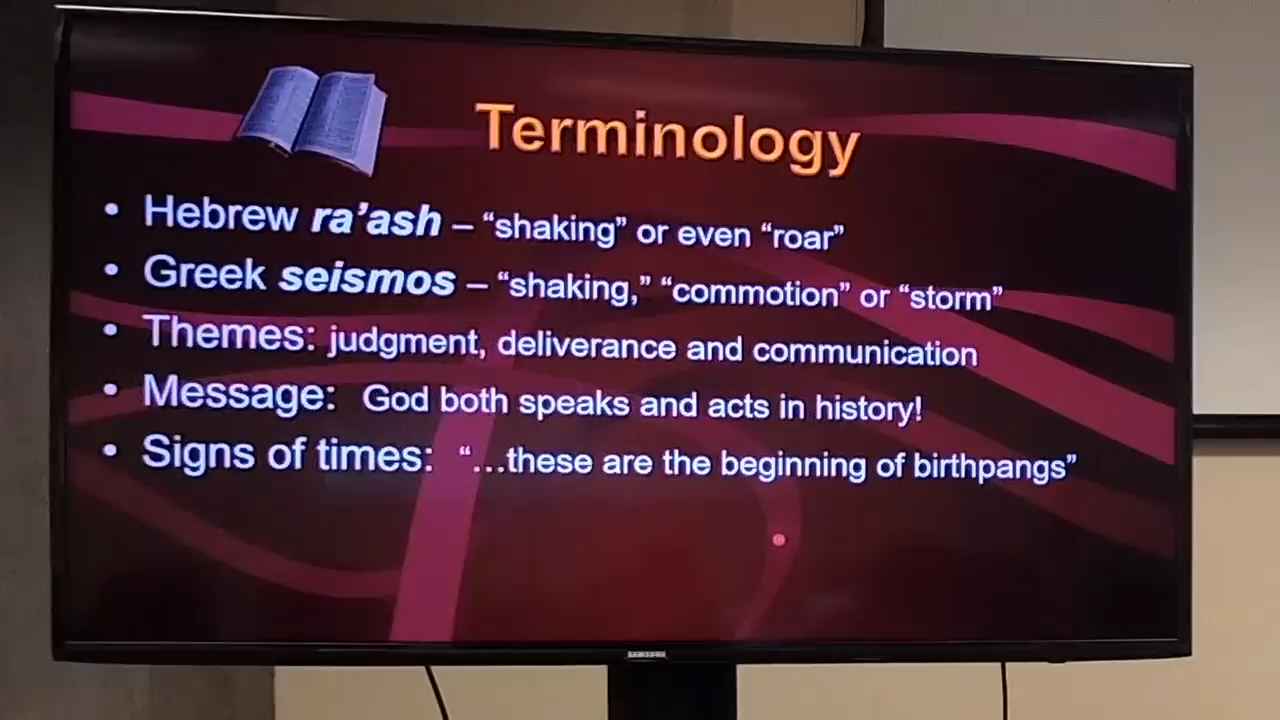 Terminology
• Hebrew ra’ash – “shaking” or even “roar”
• Greek seismos – “shaking,” “commotion” or “storm”
• Themes: judgment, deliverance and communication
• Message: God both speaks and acts in history!
• Signs of times: “…these are the beginning of birthpangs”
SAMSUNG